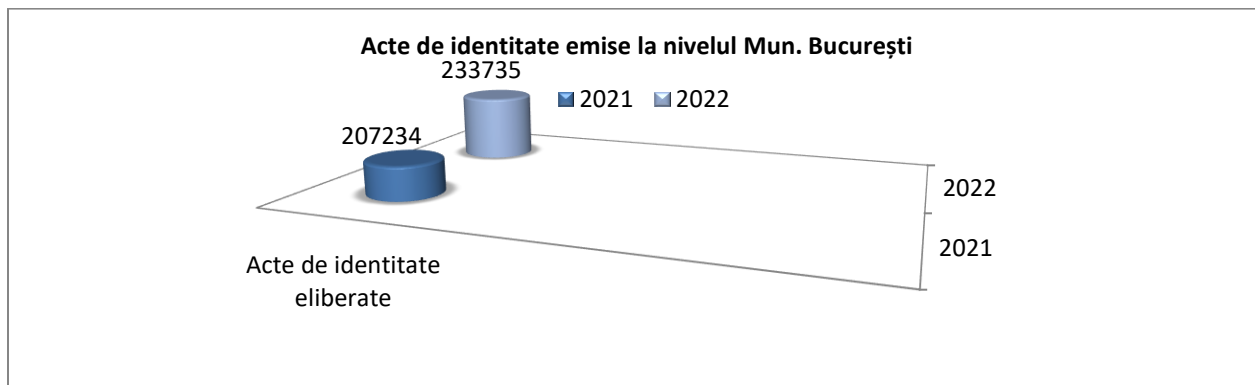 Acte de identitate emise la nivelul Mun. București
233735
2021 2022
207234
2022
2021
Acte de identitate
eliberate